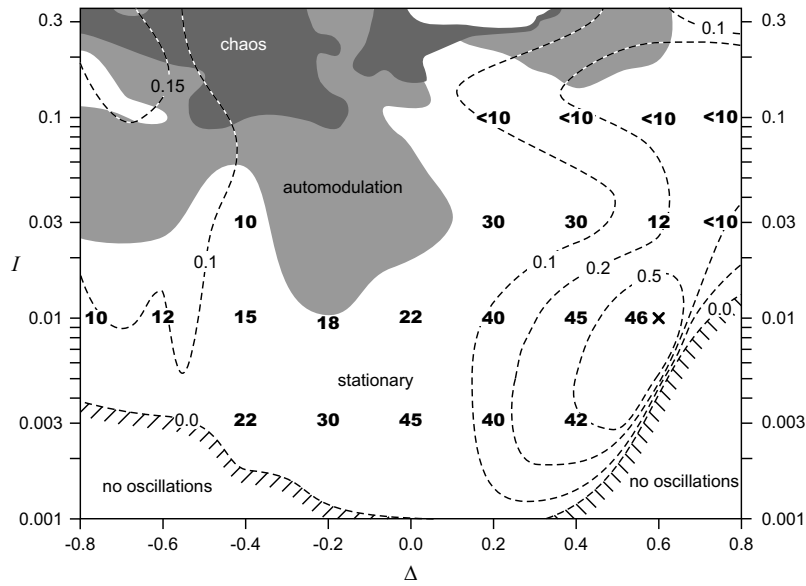 0.3 chaos 0.1 0.3
0.15
0.1 <10 <10 <10 <10 0.1
automodulation
0.03 10 30 30 12 <10 0.03
I 0.1 0.1 0.2 0.5
0.01 10 12 15 18 22 40 45 46 × 0.0 0.01
stationary
0.003 0.0 22 30 45 40 42 0.003
no oscillations no oscillations
0.001 0.001
-0.8 -0.6 -0.4 -0.2 0.0 0.2 0.4 0.6 0.8
Δ